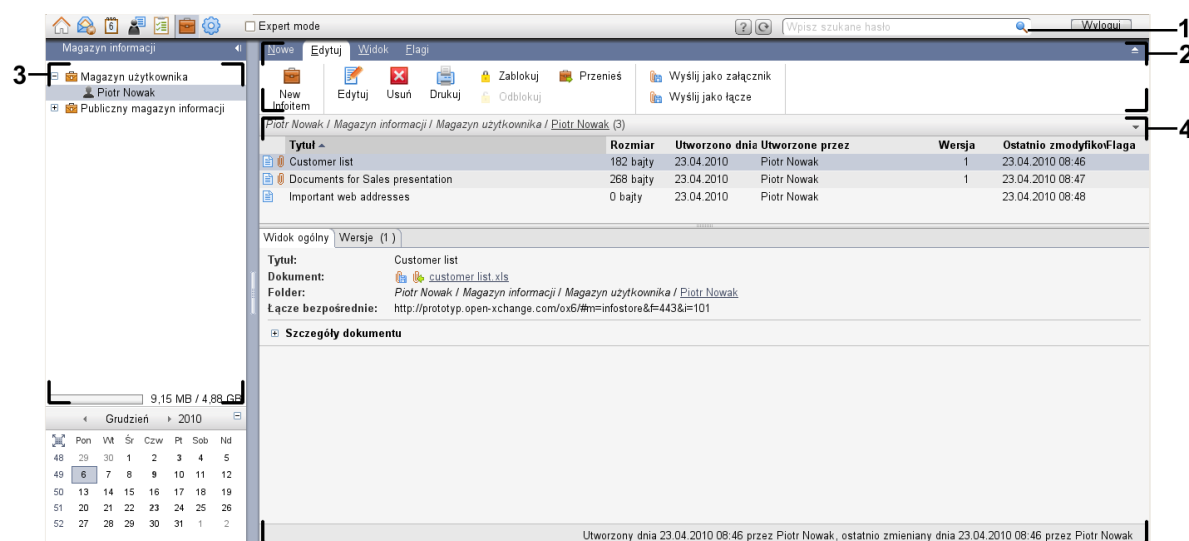 6 Expert mode ? Wpisz szukane hasło Wyloguj 1
Magazyn informacji
Nowe Edytuj Widok Flagi 2
3
Magazyn użytkownika
Piotr Nowak
Publiczny magazyn informacji
New Infoitem
Edytuj
Usuń
Drukuj
Zablokuj
Odblokuj
Przenieś
Wyślij jako załącznik
Wyślij jako łącze
Piotr Nowak / Magazyn informacji / Magazyn użytkownika / Piotr Nowak (3) 4
Tytuł Rozmiar Utworzono dnia Utworzone przez Wersja Ostatnio zmodyfikov Flaga
Customer list 182 bajty 23.04.2010 Piotr Nowak 1 23.04.2010 08:46
Documents for Sales presentation 268 bajty 23.04.2010 Piotr Nowak 1 23.04.2010 08:47
Important web addresses 0 bajty 23.04.2010 Piotr Nowak 23.04.2010 08:48
Widok ogólny Wersje (1)
Tytuł: Customer list
Dokument: customer list.xls
Folder: Piotr Nowak / Magazyn informacji / Magazyn użytkownika / Piotr Nowak
Łącze bezpośrednie: http://prototyp.open-xchange.com/ox6/#m=infostore&f=443&i=101
Szczegóły dokumentu
9,15 MB / 4,88 GB
Grudzień 2010
Pon Wt Śr Czw Pt Sob Nd
48 29 30 1 2 3 4 5
49 6 7 8 9 10 11 12
50 13 14 15 16 17 18 19
51 20 21 22 23 24 25 26
52 27 28 29 30 31 1 2
Utworzony dnia 23.04.2010 08:46 przez Piotr Nowak, ostatnio zmieniany dnia 23.04.2010 08:46 przez Piotr Nowak